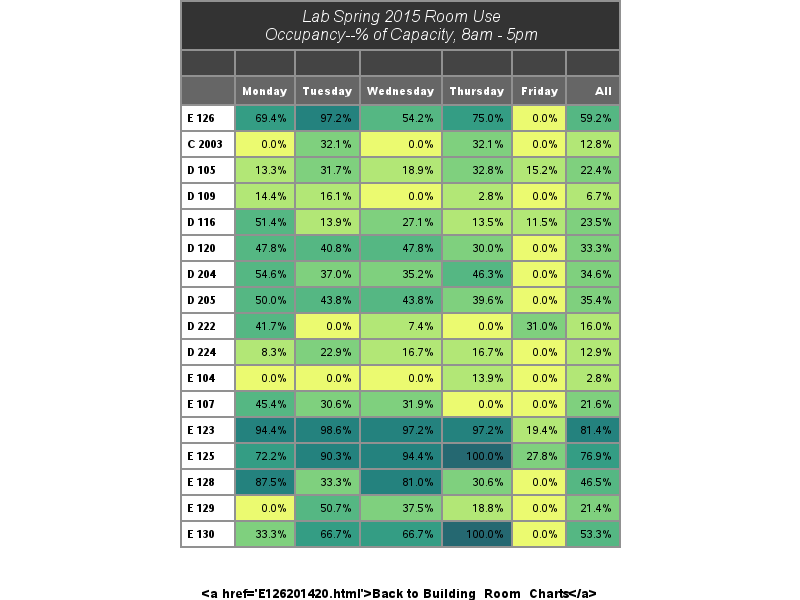 Lab Spring 2015 Room Use
Occupancy--% of Capacity, 8am - 5pm
Monday Tuesday Wednesday Thursday Friday All
E 126 69.4% 97.2% 54.2% 75.0% 0.0% 59.2%
C 2003 0.0% 32.1% 0.0% 32.1% 0.0% 12.8%
D 105 13.3% 31.7% 18.9% 32.8% 15.2% 22.4%
D 109 14.4% 16.1% 0.0% 2.8% 0.0% 6.7%
D 116 51.4% 13.9% 27.1% 13.5% 11.5% 23.5%
D 120 47.8% 40.8% 47.8% 30.0% 0.0% 33.3%
D 204 54.6% 37.0% 35.2% 46.3% 0.0% 34.6%
D 205 50.0% 43.8% 43.8% 39.6% 0.0% 35.4%
D 222 41.7% 0.0% 7.4% 0.0% 31.0% 16.0%
D 224 8.3% 22.9% 16.7% 16.7% 0.0% 12.9%
E 104 0.0% 0.0% 0.0% 13.9% 0.0% 2.8%
E 107 45.4% 30.6% 31.9% 0.0% 0.0% 21.6%
E 123 94.4% 98.6% 97.2% 97.2% 19.4% 81.4%
E 125 72.2% 90.3% 94.4% 100.0% 27.8% 76.9%
E 128 87.5% 33.3% 81.0% 30.6% 0.0% 46.5%
E 129 0.0% 50.7% 37.5% 18.8% 0.0% 21.4%
E 130 33.3% 66.7% 66.7% 100.0% 0.0% 53.3%
<a href='E126201420.html'>Back to Building_Room_Charts</a>